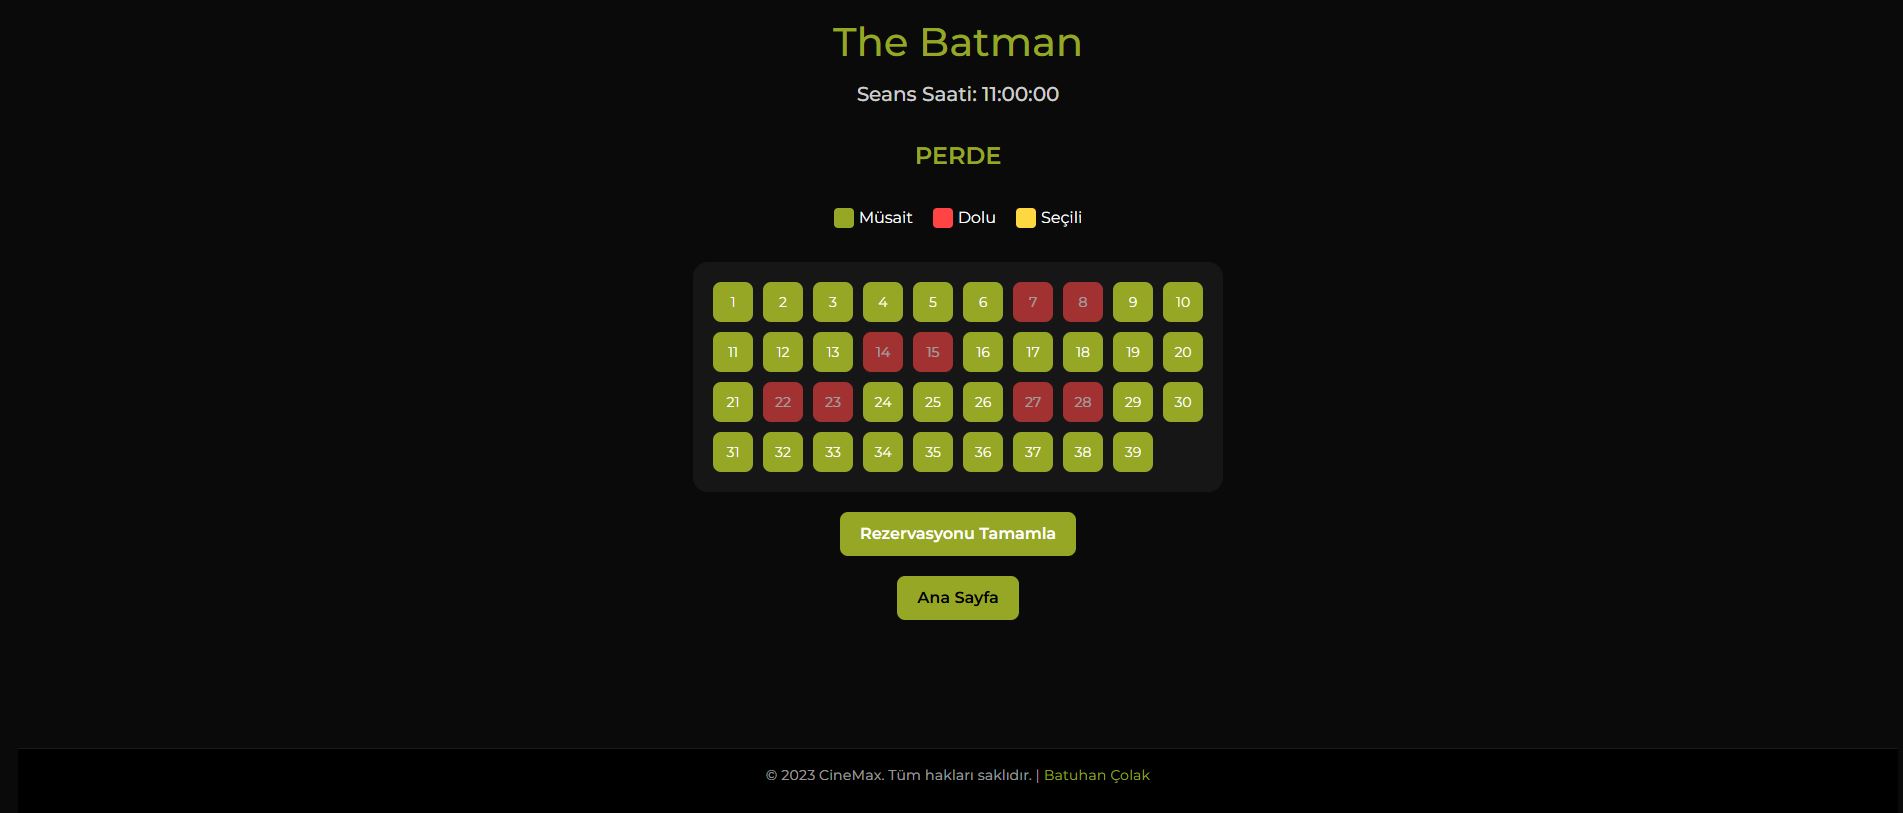 The Batman
Seans Saati: 11:00:00
PERDE
Müsait Dolu Seçili
1 2 3 4 5 6 7 8 9 10
11 12 13 14 15 16 17 18 19 20
21 22 23 24 25 26 27 28 29 30
31 32 33 34 35 36 37 38 39
Rezervasyonu Tamamla
Ana Sayfa
© 2023 CineMax. Tüm hakları saklıdır. | Batuhan Çolak